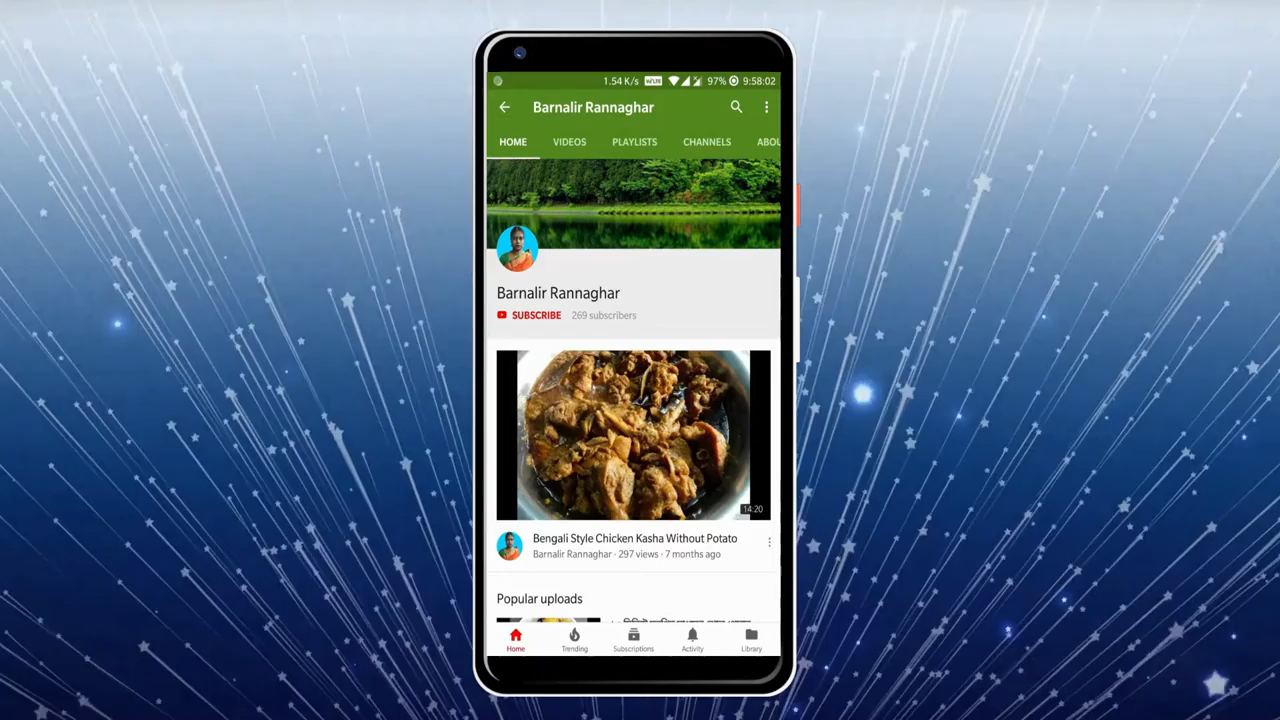 1.54 K/s VoLTE 97% 9:58:02
Barnalir Rannaghar
HOME VIDEOS PLAYLISTS CHANNELS ABOU
Barnalir Rannaghar
SUBSCRIBE 269 subscribers
14:20
Bengali Style Chicken Kasha Without Potato
Barnalir Rannaghar · 297 views · 7 months ago
Popular uploads
Home Trending Subscriptions Activity Library